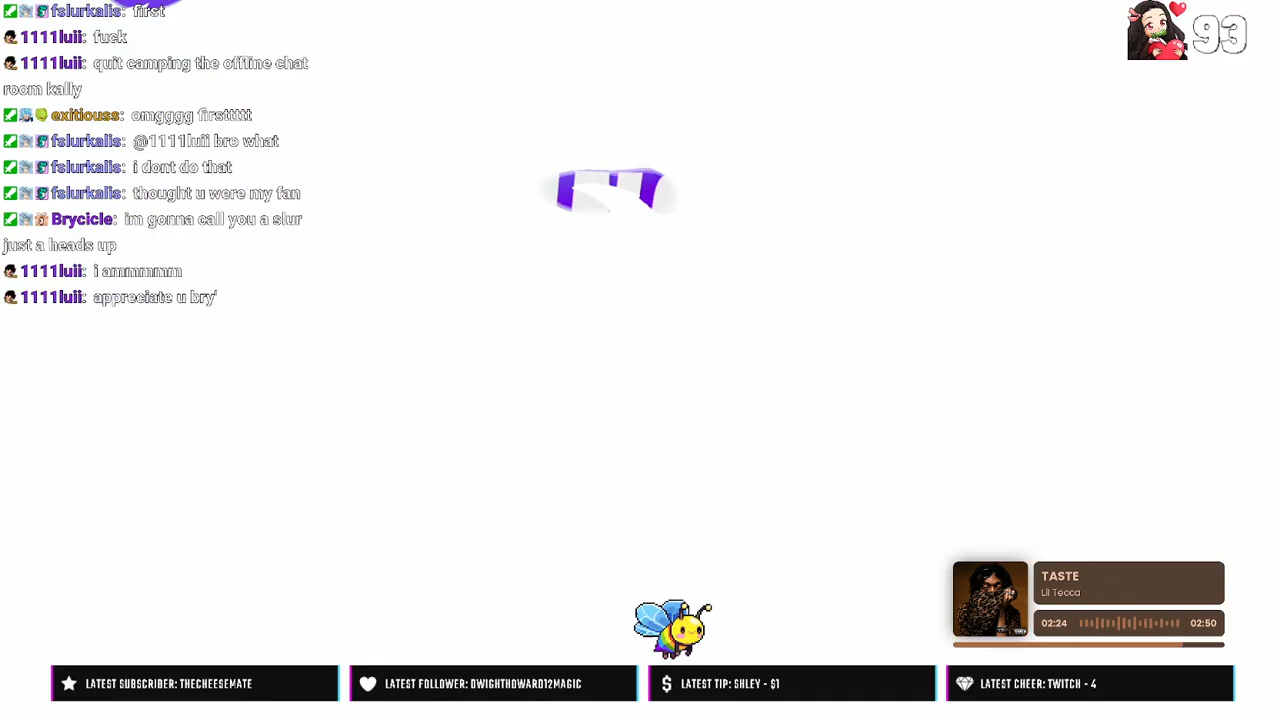 fslurkalis: first
93
1111luii: fuck
1111luii: quit camping the offline chat
room kally
exitiouss: omgggg firsttttt
fslurkalis: @1111luii bro what
fslurkalis: i dont do that
fslurkalis: thought u were my fan
Brycicle: im gonna call you a slur
just a heads up
1111luii: i ammmmm
1111luii: appreciate u bry'
TASTE
Lil Tecca
02:24 02:50
LATEST SUBSCRIBER: THECHEESEMATE
LATEST FOLLOWER: DWIGHTHOWARD12MAGIC
LATEST TIP: SHLEY - $1
LATEST CHEER: TWITCH - 4